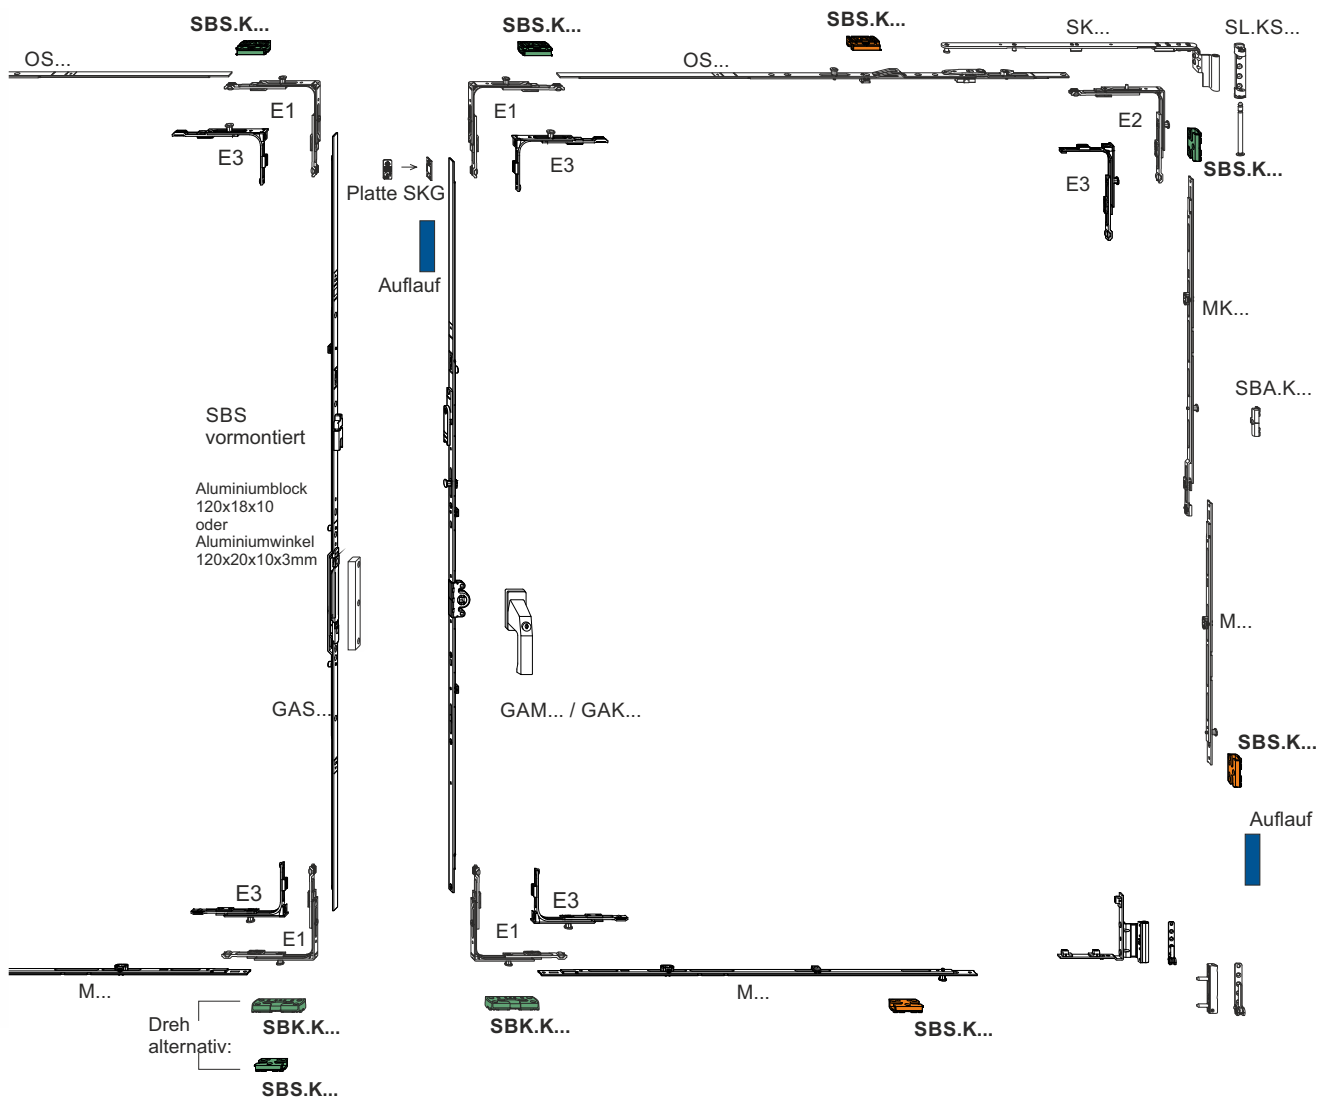 SBS.K...
SBS.K...
SBS.K...
SK...
SL.KS...
OS...
OS...
E1
E1
E2
E3
E3
E3
SBS.K...
Platte SKG
Auflauf
MK...
SBA.K...
SBS
vormontiert
Aluminiumblock
120x18x10
oder
Aluminiumwinkel
120x20x10x3mm
M...
GAS...
GAM... / GAK...
SBS.K...
Auflauf
E3
E3
E1
E1
M...
M...
Dreh
alternativ:
SBK.K...
SBK.K...
SBS.K...
SBS.K...